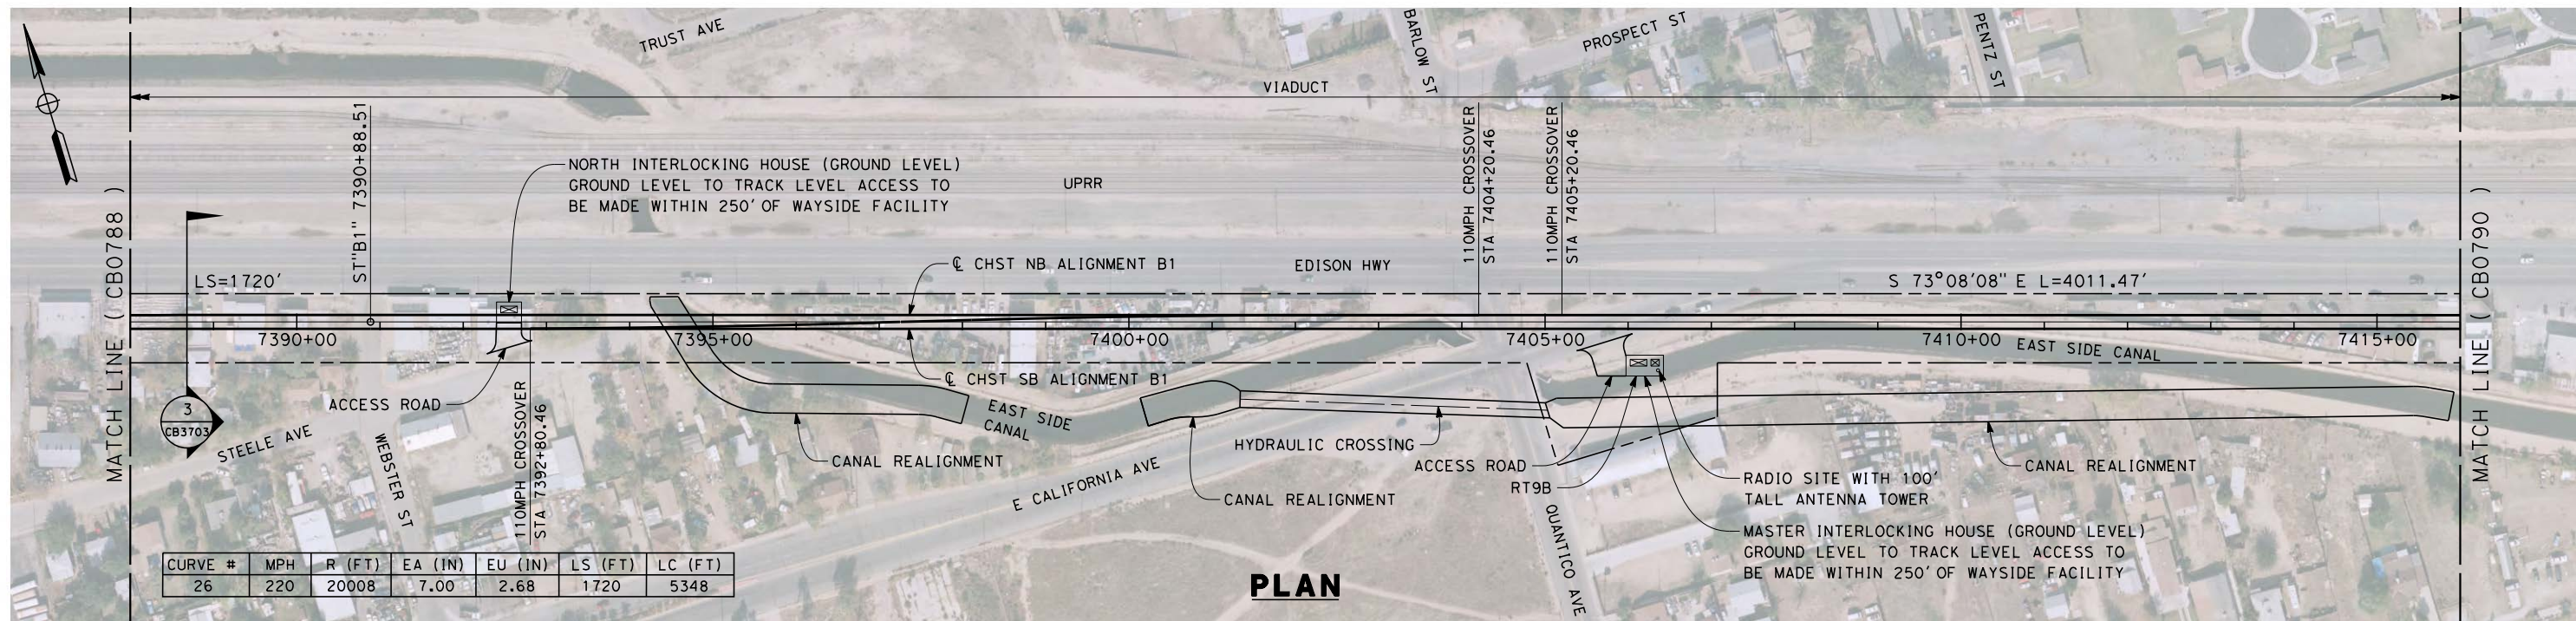 TRUST AVE
BARLOW ST
PROSPECT ST
PENTZ ST
VIADUCT
MATCH LINE ( CB0788 )
ST"B1" 7390+88.51
NORTH INTERLOCKING HOUSE (GROUND LEVEL)
GROUND LEVEL TO TRACK LEVEL ACCESS TO
BE MADE WITHIN 250' OF WAYSIDE FACILITY
UPRR
110MPH CROSSOVER
STA 7404+20.46
110MPH CROSSOVER
STA 7405+20.46
MATCH LINE ( CB0790 )
LS=1720'
℄ CHST NB ALIGNMENT B1
EDISON HWY
S 73°08'08" E L=4011.47'
7390+00
7395+00
7400+00
7405+00
7410+00
7415+00
EAST SIDE CANAL
℄ CHST SB ALIGNMENT B1
ACCESS ROAD
3
CB3703
STEELE AVE
WEBSTER ST
110MPH CROSSOVER
STA 7392+80.46
EAST SIDE
CANAL
CANAL REALIGNMENT
E CALIFORNIA AVE
HYDRAULIC CROSSING
CANAL REALIGNMENT
ACCESS ROAD
RT9B
QUANTICO AVE
RADIO SITE WITH 100'
TALL ANTENNA TOWER
CANAL REALIGNMENT
MASTER INTERLOCKING HOUSE (GROUND LEVEL)
GROUND LEVEL TO TRACK LEVEL ACCESS TO
BE MADE WITHIN 250' OF WAYSIDE FACILITY
CURVE # MPH R (FT) EA (IN) EU (IN) LS (FT) LC (FT)
26 220 20008 7.00 2.68 1720 5348
PLAN